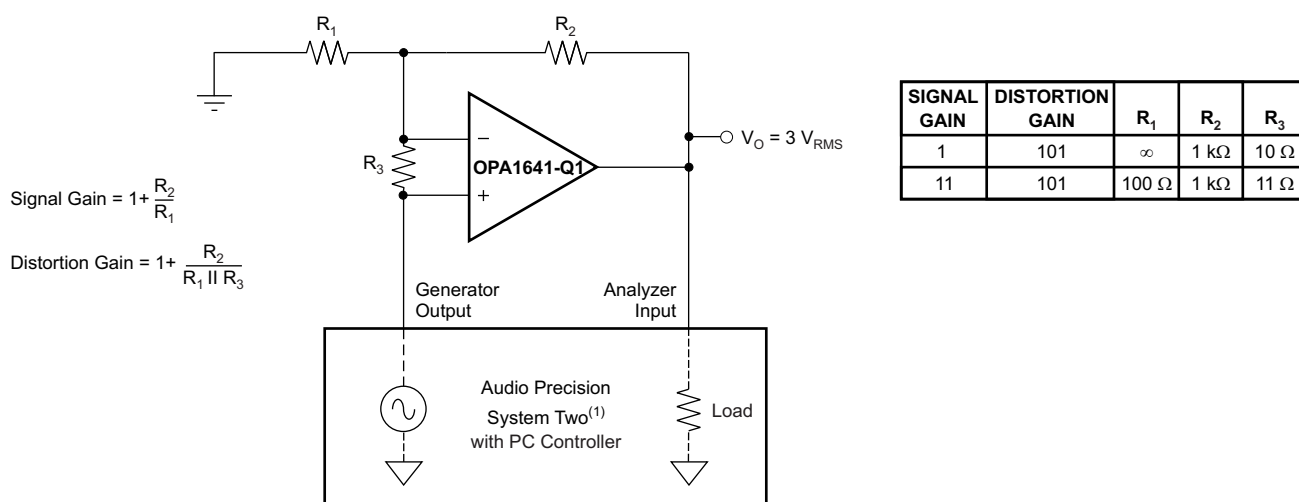 R1
R2
SIGNAL GAIN
DISTORTION GAIN
R1
R2
R3
1
101
∞
1 kΩ
10 Ω
11
101
100 Ω
1 kΩ
11 Ω
−
VO = 3 VRMS
R3
OPA1641-Q1
+
Signal Gain = 1+ R2/R1
Distortion Gain = 1+ R2/(R1 II R3)
Generator
Output
Analyzer
Input
Audio Precision
System Two(1)
with PC Controller
Load